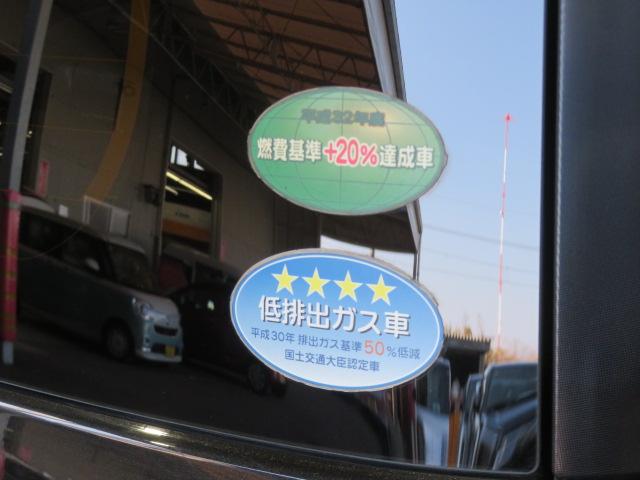 平成32年度
燃費基準+20%達成車
低排出ガス車
平成30年 排出ガス基準50%低減
国土交通大臣認定車